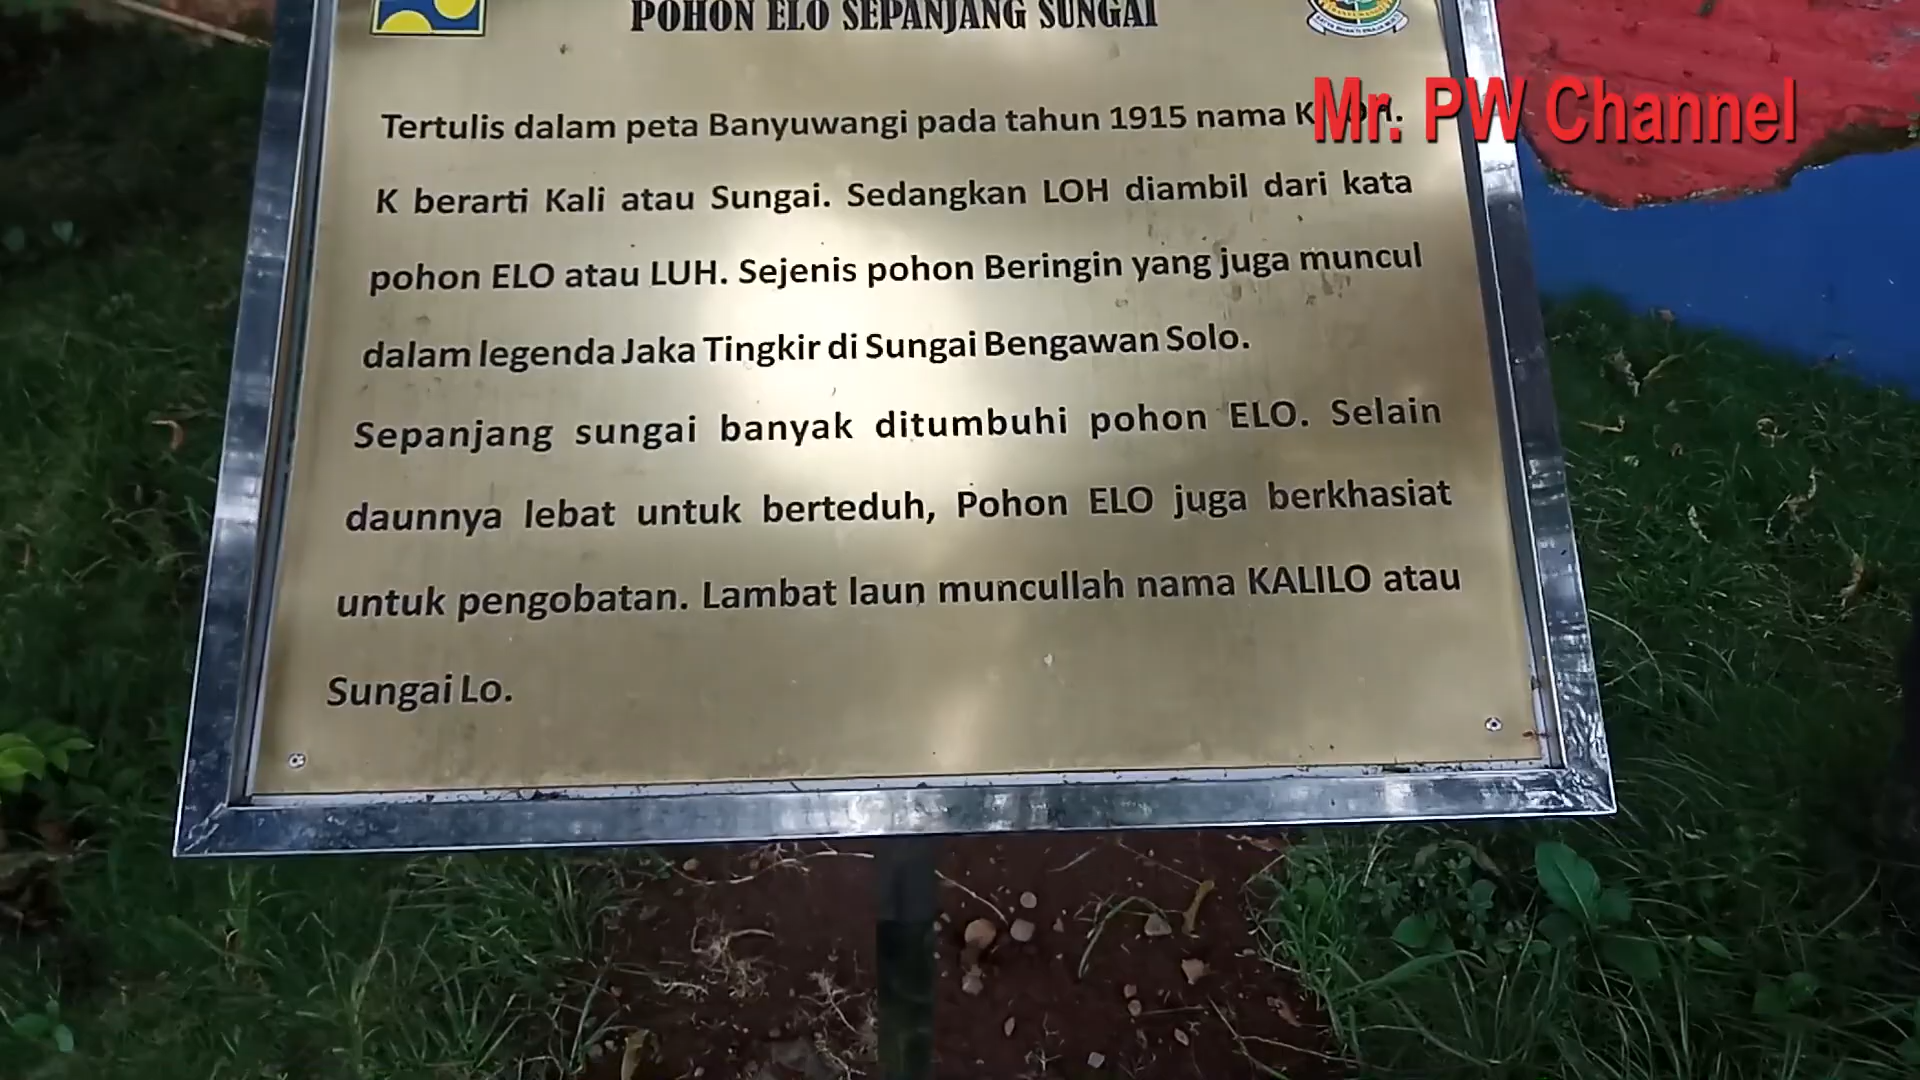 POHON ELO SEPANJANG SUNGAI
Mr. PW Channel
Tertulis dalam peta Banyuwangi pada tahun 1915 nama
K berarti Kali atau Sungai. Sedangkan LOH diambil dari kata
pohon ELO atau LUH. Sejenis pohon Beringin yang juga muncul
dalam legenda Jaka Tingkir di Sungai Bengawan Solo.
Sepanjang sungai banyak ditumbuhi pohon ELO. Selain
daunnya lebat untuk berteduh, Pohon ELO juga berkhasiat
untuk pengobatan. Lambat laun muncullah nama KALILO atau
Sungai Lo.